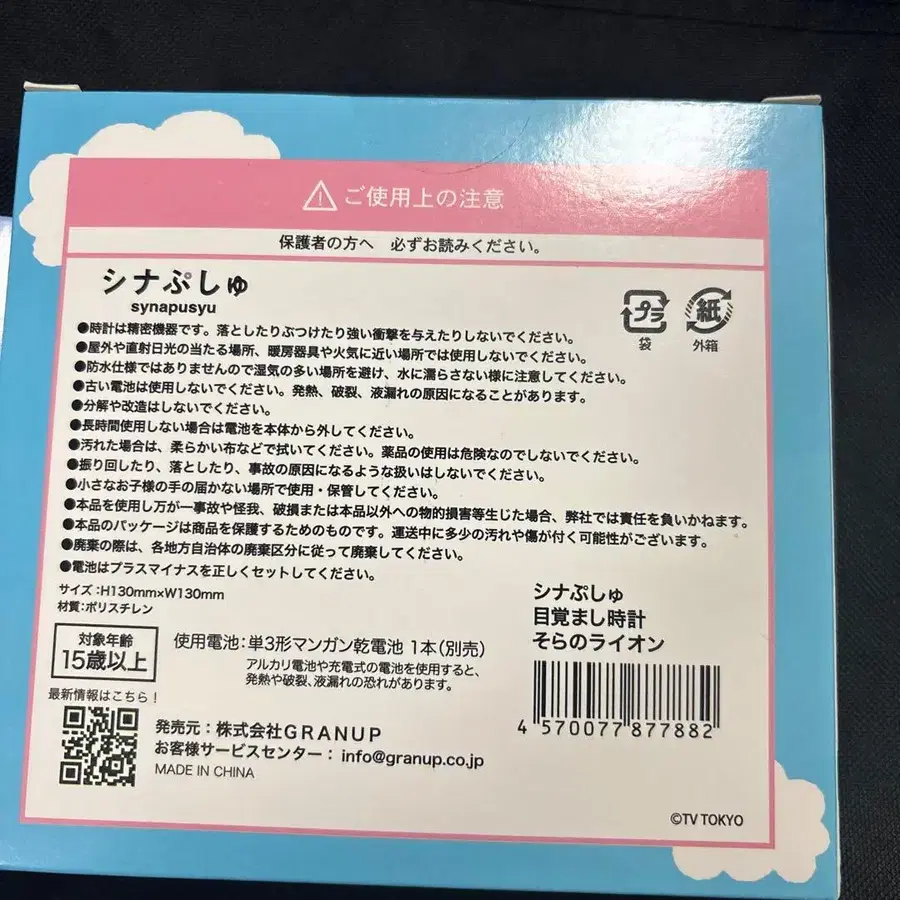 ご使用上の注意
保護者の方へ 必ずお読みください。
シナぷしゅ
synapusyu
プラ
袋
紙
外箱
●時計は精密機器です。落としたりぶつけたり強い衝撃を与えたりしないでください。
●屋外や直射日光の当たる場所、暖房器具や火気に近い場所では使用しないでください。
●防水仕様ではありませんので湿気の多い場所を避け、水に濡らさない様に注意してください。
●古い電池は使用しないでください。発熱、破裂、液漏れの原因になることがあります。
●分解や改造はしないでください。
●長時間使用しない場合は電池を本体から外してください。
●汚れた場合は、柔らかい布などで拭いてください。薬品の使用は危険なのでしないでください。
●振り回したり、落としたり、事故の原因になるような扱いはしないでください。
●小さなお子様の手の届かない場所で使用・保管してください。
●本品を使用し万が一事故や怪我、破損または本品以外への物的損害等生じた場合、弊社では責任を負いかねます。
●本品のパッケージは商品を保護するためのものです。運送中に多少の汚れや傷が付く可能性がございます。
●廃棄の際は、各地方自治体の廃棄区分に従って廃棄してください。
●電池はプラスマイナスを正しくセットしてください。
サイズ:H130mm×W130mm
材質:ポリスチレン
対象年齢
15歳以上
使用電池:単3形マンガン乾電池 1本(別売)
アルカリ電池や充電式の電池を使用すると、
発熱や破裂、液漏れの恐れがあります。
シナぷしゅ
目覚まし時計
そらのライオン
4 570077 877882
最新情報はこちら!
発売元:株式会社GRANUP
お客様サービスセンター:info@granup.co.jp
MADE IN CHINA
©TV TOKYO